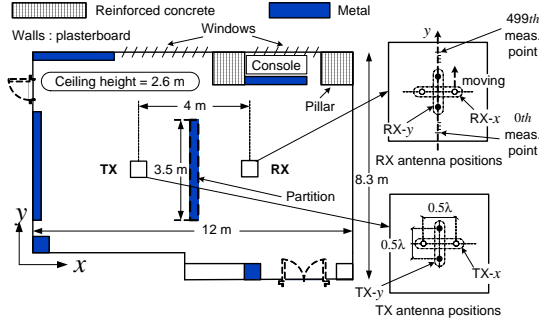 Reinforced concrete
Metal
Walls : plasterboard
Windows
Console
Ceiling height = 2.6 m
Pillar
4 m
TX
3.5 m
RX
8.3 m
Partition
12 m
y
x
y
499th
meas.
point
moving
RX-y
RX-x
0th
meas.
point
RX antenna positions
0.5λ
0.5λ
TX-x
TX-y
TX antenna positions